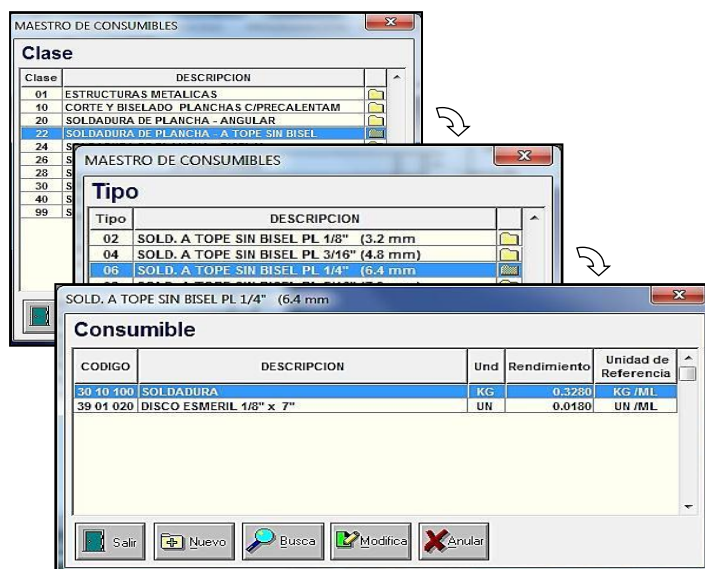 MAESTRO DE CONSUMIBLES
Clase
Clase DESCRIPCION
01 ESTRUCTURAS METALICAS
10 CORTE Y BISELADO PLANCHAS C/PRECALENTAM
20 SOLDADURA DE PLANCHA - ANGULAR
22 SOLDADURA DE PLANCHA - A TOPE SIN BISEL
24
26 S
28 S
30 S
40 S
99 S
MAESTRO DE CONSUMIBLES
Tipo
Tipo DESCRIPCION
02 SOLD. A TOPE SIN BISEL PL 1/8" (3.2 mm
04 SOLD. A TOPE SIN BISEL PL 3/16" (4.8 mm)
06 SOLD. A TOPE SIN BISEL PL 1/4" (6.4 mm
SOLD. A TOPE SIN BISEL PL 1/4" (6.4 mm
Consumible
CODIGO DESCRIPCION Und Rendimiento Unidad de Referencia
30 10 100 SOLDADURA KG 0.3280 KG /ML
39 01 020 DISCO ESMERIL 1/8" x 7" UN 0.0180 UN /ML
Salir Nuevo Busca Modifica Anular